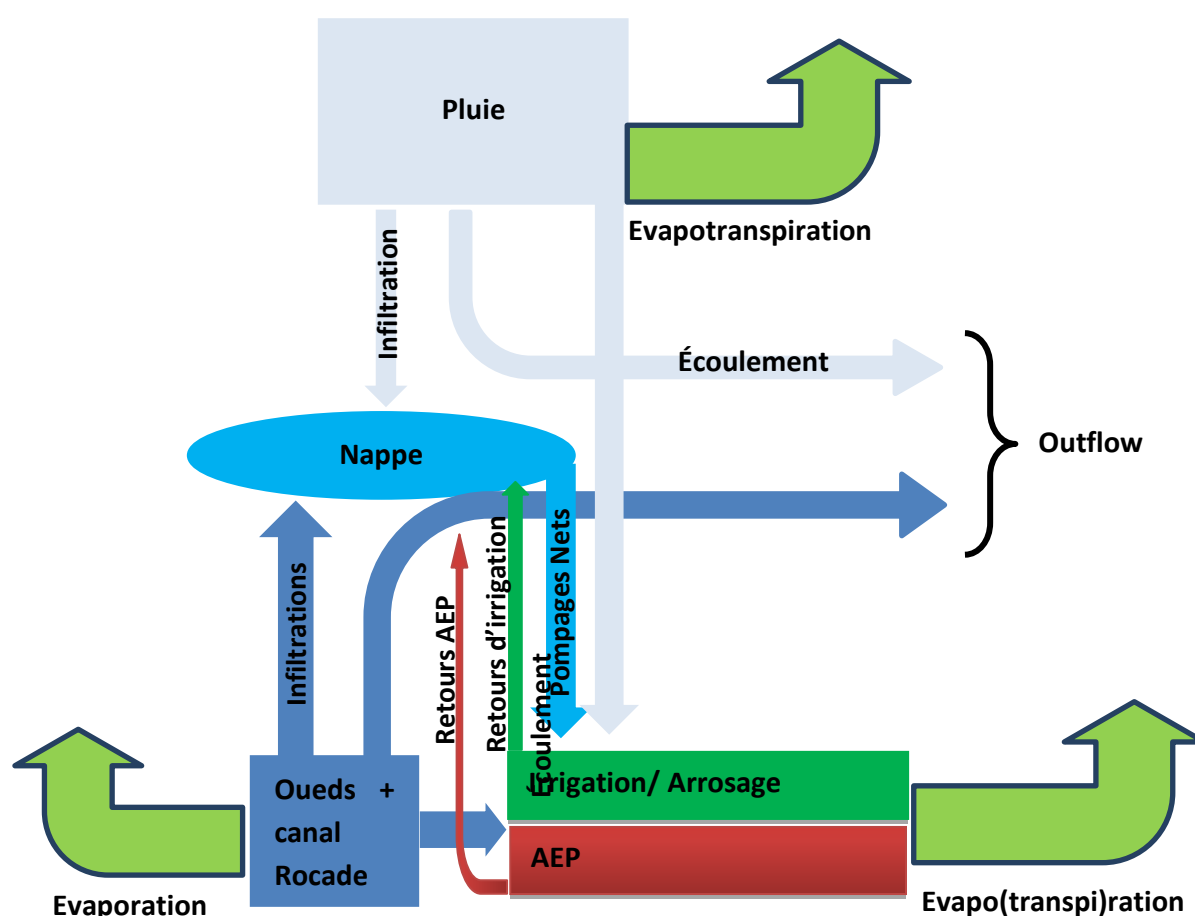 Pluie
Evapotranspiration
Infiltration
Écoulement
Nappe
Outflow
Infiltrations
Retours AEP
Retours d’irrigation
Écoulement
Pompages Nets
Oueds +
canal
Rocade
Irrigation/ Arrosage
AEP
Evaporation
Evapo(transpi)ration